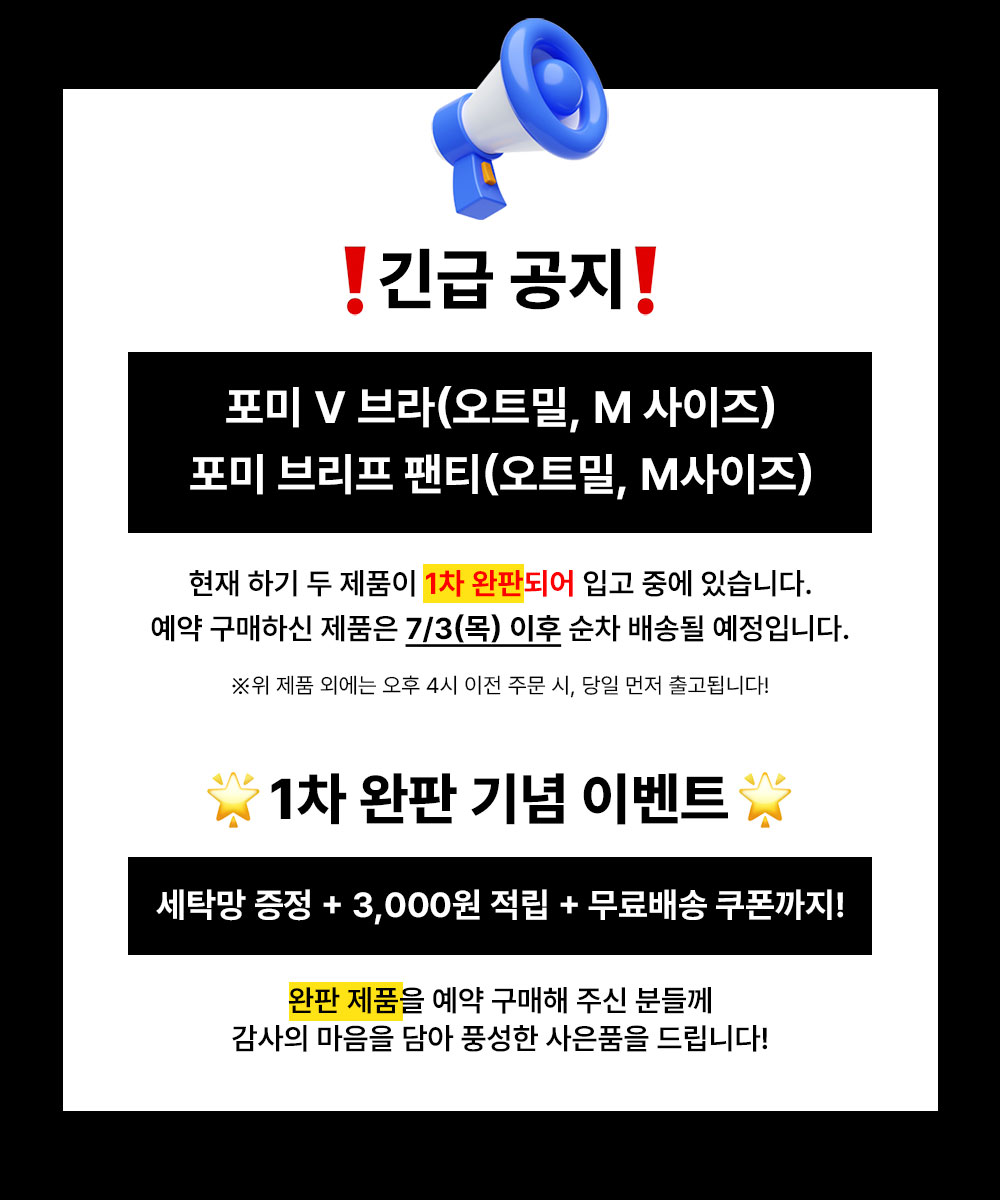 ❗긴급 공지❗
포미 V 브라(오트밀, M 사이즈)
포미 브리프 팬티(오트밀, M사이즈)
현재 하기 두 제품이 1차 완판되어 입고 중에 있습니다.
예약 구매하신 제품은 7/3(목) 이후 순차 배송될 예정입니다.
※위 제품 외에는 오후 4시 이전 주문 시, 당일 먼저 출고됩니다!
🌟1차 완판 기념 이벤트🌟
세탁망 증정 + 3,000원 적립 + 무료배송 쿠폰까지!
완판 제품을 예약 구매해 주신 분들께
감사의 마음을 담아 풍성한 사은품을 드립니다!